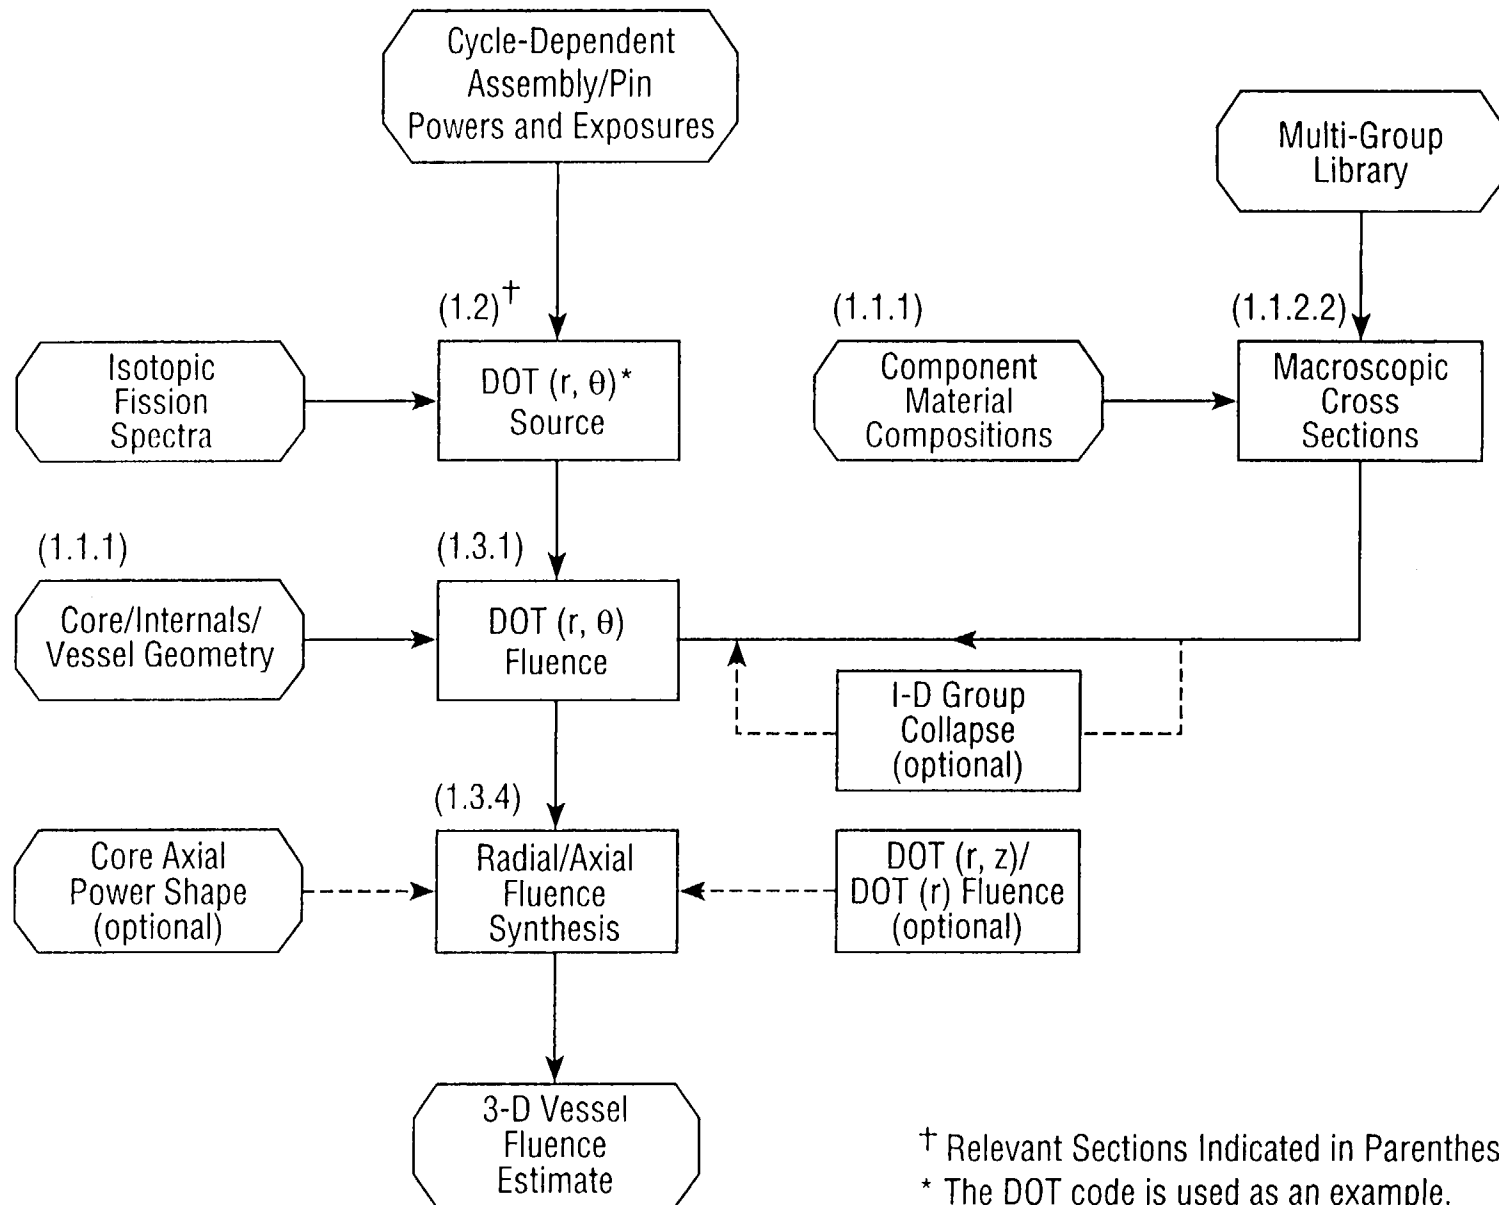 Cycle-Dependent
Assembly/Pin
Powers and Exposures
Multi-Group
Library
(1.2)†
(1.1.1)
(1.1.2.2)
Isotopic
Fission
Spectra
DOT (r, θ)*
Source
Component
Material
Compositions
Macroscopic
Cross
Sections
(1.1.1)
(1.3.1)
Core/Internals/
Vessel Geometry
DOT (r, θ)
Fluence
I-D Group
Collapse
(optional)
(1.3.4)
Core Axial
Power Shape
(optional)
Radial/Axial
Fluence
Synthesis
DOT (r, z)/
DOT (r) Fluence
(optional)
3-D Vessel
Fluence
Estimate
† Relevant Sections Indicated in Parenthes
* The DOT code is used as an example.